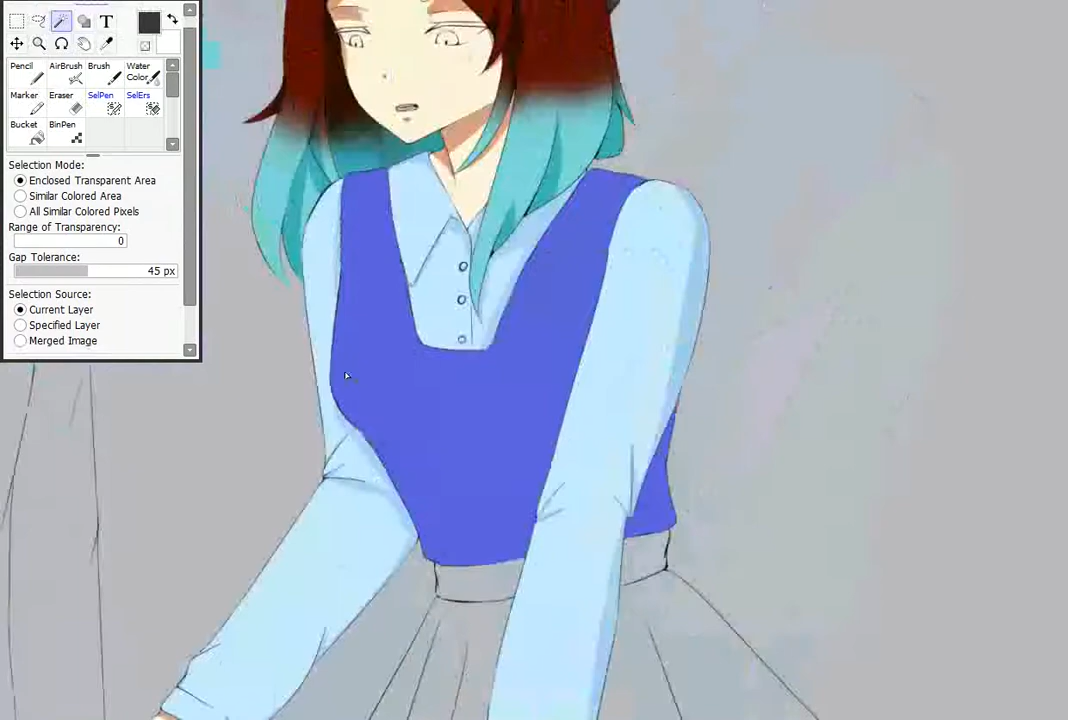 T
Pencil AirBrush Brush Water Color
Marker Eraser SelPen SelErs
Bucket BinPen
Selection Mode:
Enclosed Transparent Area
Similar Colored Area
All Similar Colored Pixels
Range of Transparency:
0
Gap Tolerance:
45 px
Selection Source:
Current Layer
Specified Layer
Merged Image